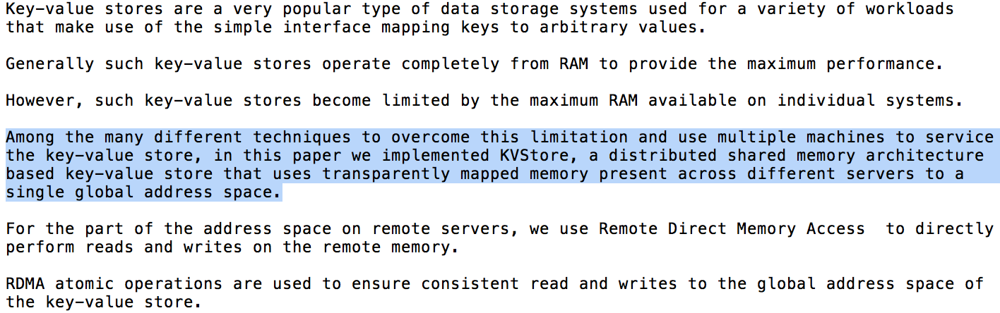 Key-value stores are a very popular type of data storage systems used for a variety of workloads
that make use of the simple interface mapping keys to arbitrary values.
Generally such key-value stores operate completely from RAM to provide the maximum performance.
However, such key-value stores become limited by the maximum RAM available on individual systems.
Among the many different techniques to overcome this limitation and use multiple machines to service
the key-value store, in this paper we implemented KVStore, a distributed shared memory architecture
based key-value store that uses transparently mapped memory present across different servers to a
single global address space.
For the part of the address space on remote servers, we use Remote Direct Memory Access  to directly
perform reads and writes on the remote memory.
RDMA atomic operations are used to ensure consistent read and writes to the global address space of
the key-value store.